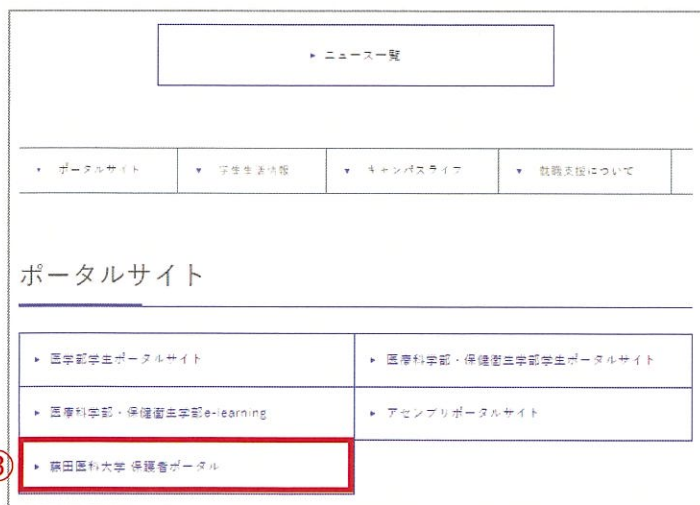 ▸ ニュース一覧
▾ ポータルサイト ▾ 学生生活情報 ▾ キャンパスライフ ▾ 就職支援について
ポータルサイト
▸ 医学部学生ポータルサイト ▸ 医療科学部・保健衛生学部学生ポータルサイト
▸ 医療科学部・保健衛生学部e-learning ▸ アセンブリポータルサイト
③ ▸ 藤田医科大学 保護者ポータル